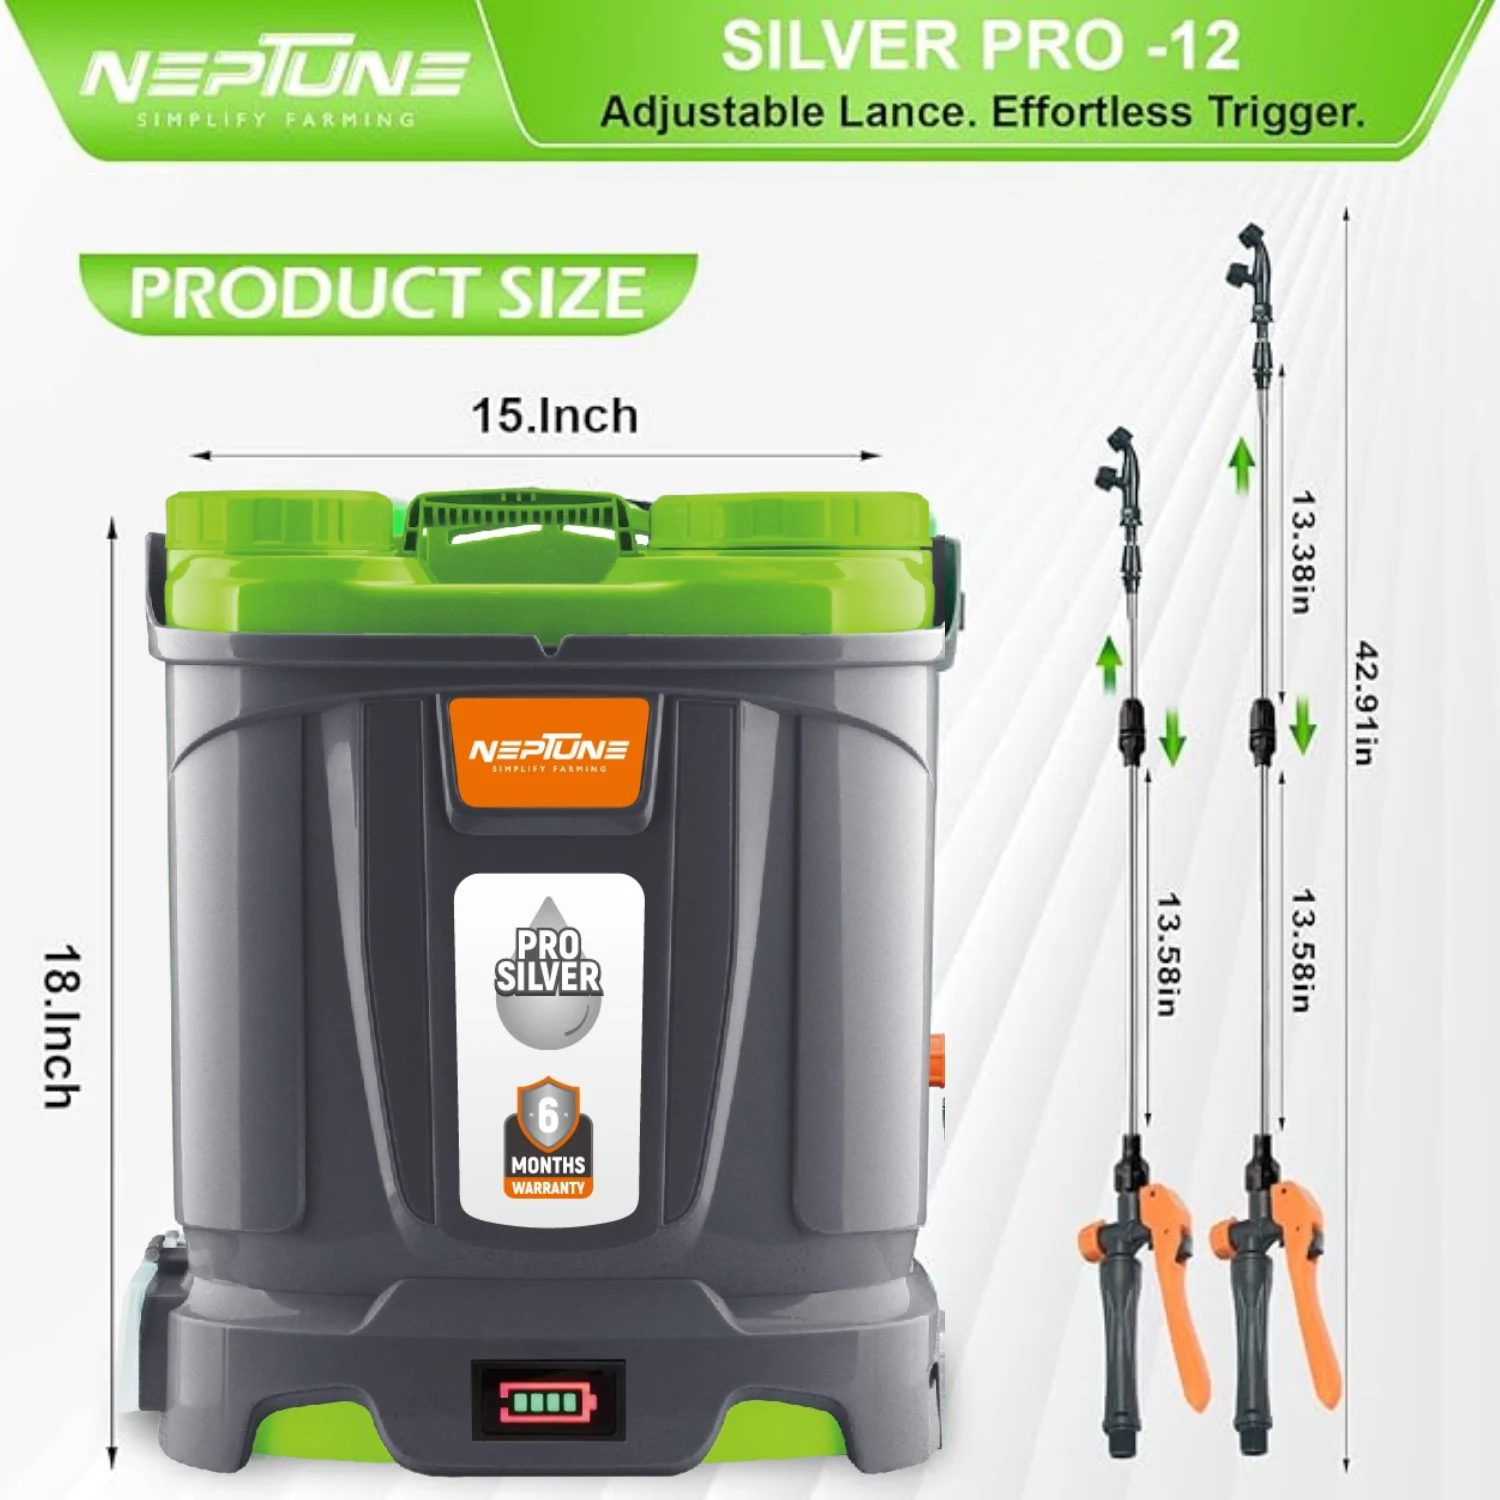 NEPTUNE
SIMPLIFY FARMING
SILVER PRO -12
Adjustable Lance. Effortless Trigger.
PRODUCT SIZE
15.Inch
18.Inch
NEPTUNE
SIMPLIFY FARMING
PRO
SILVER
6
MONTHS
WARRANTY
13.58in
13.38in
13.58in
42.91in